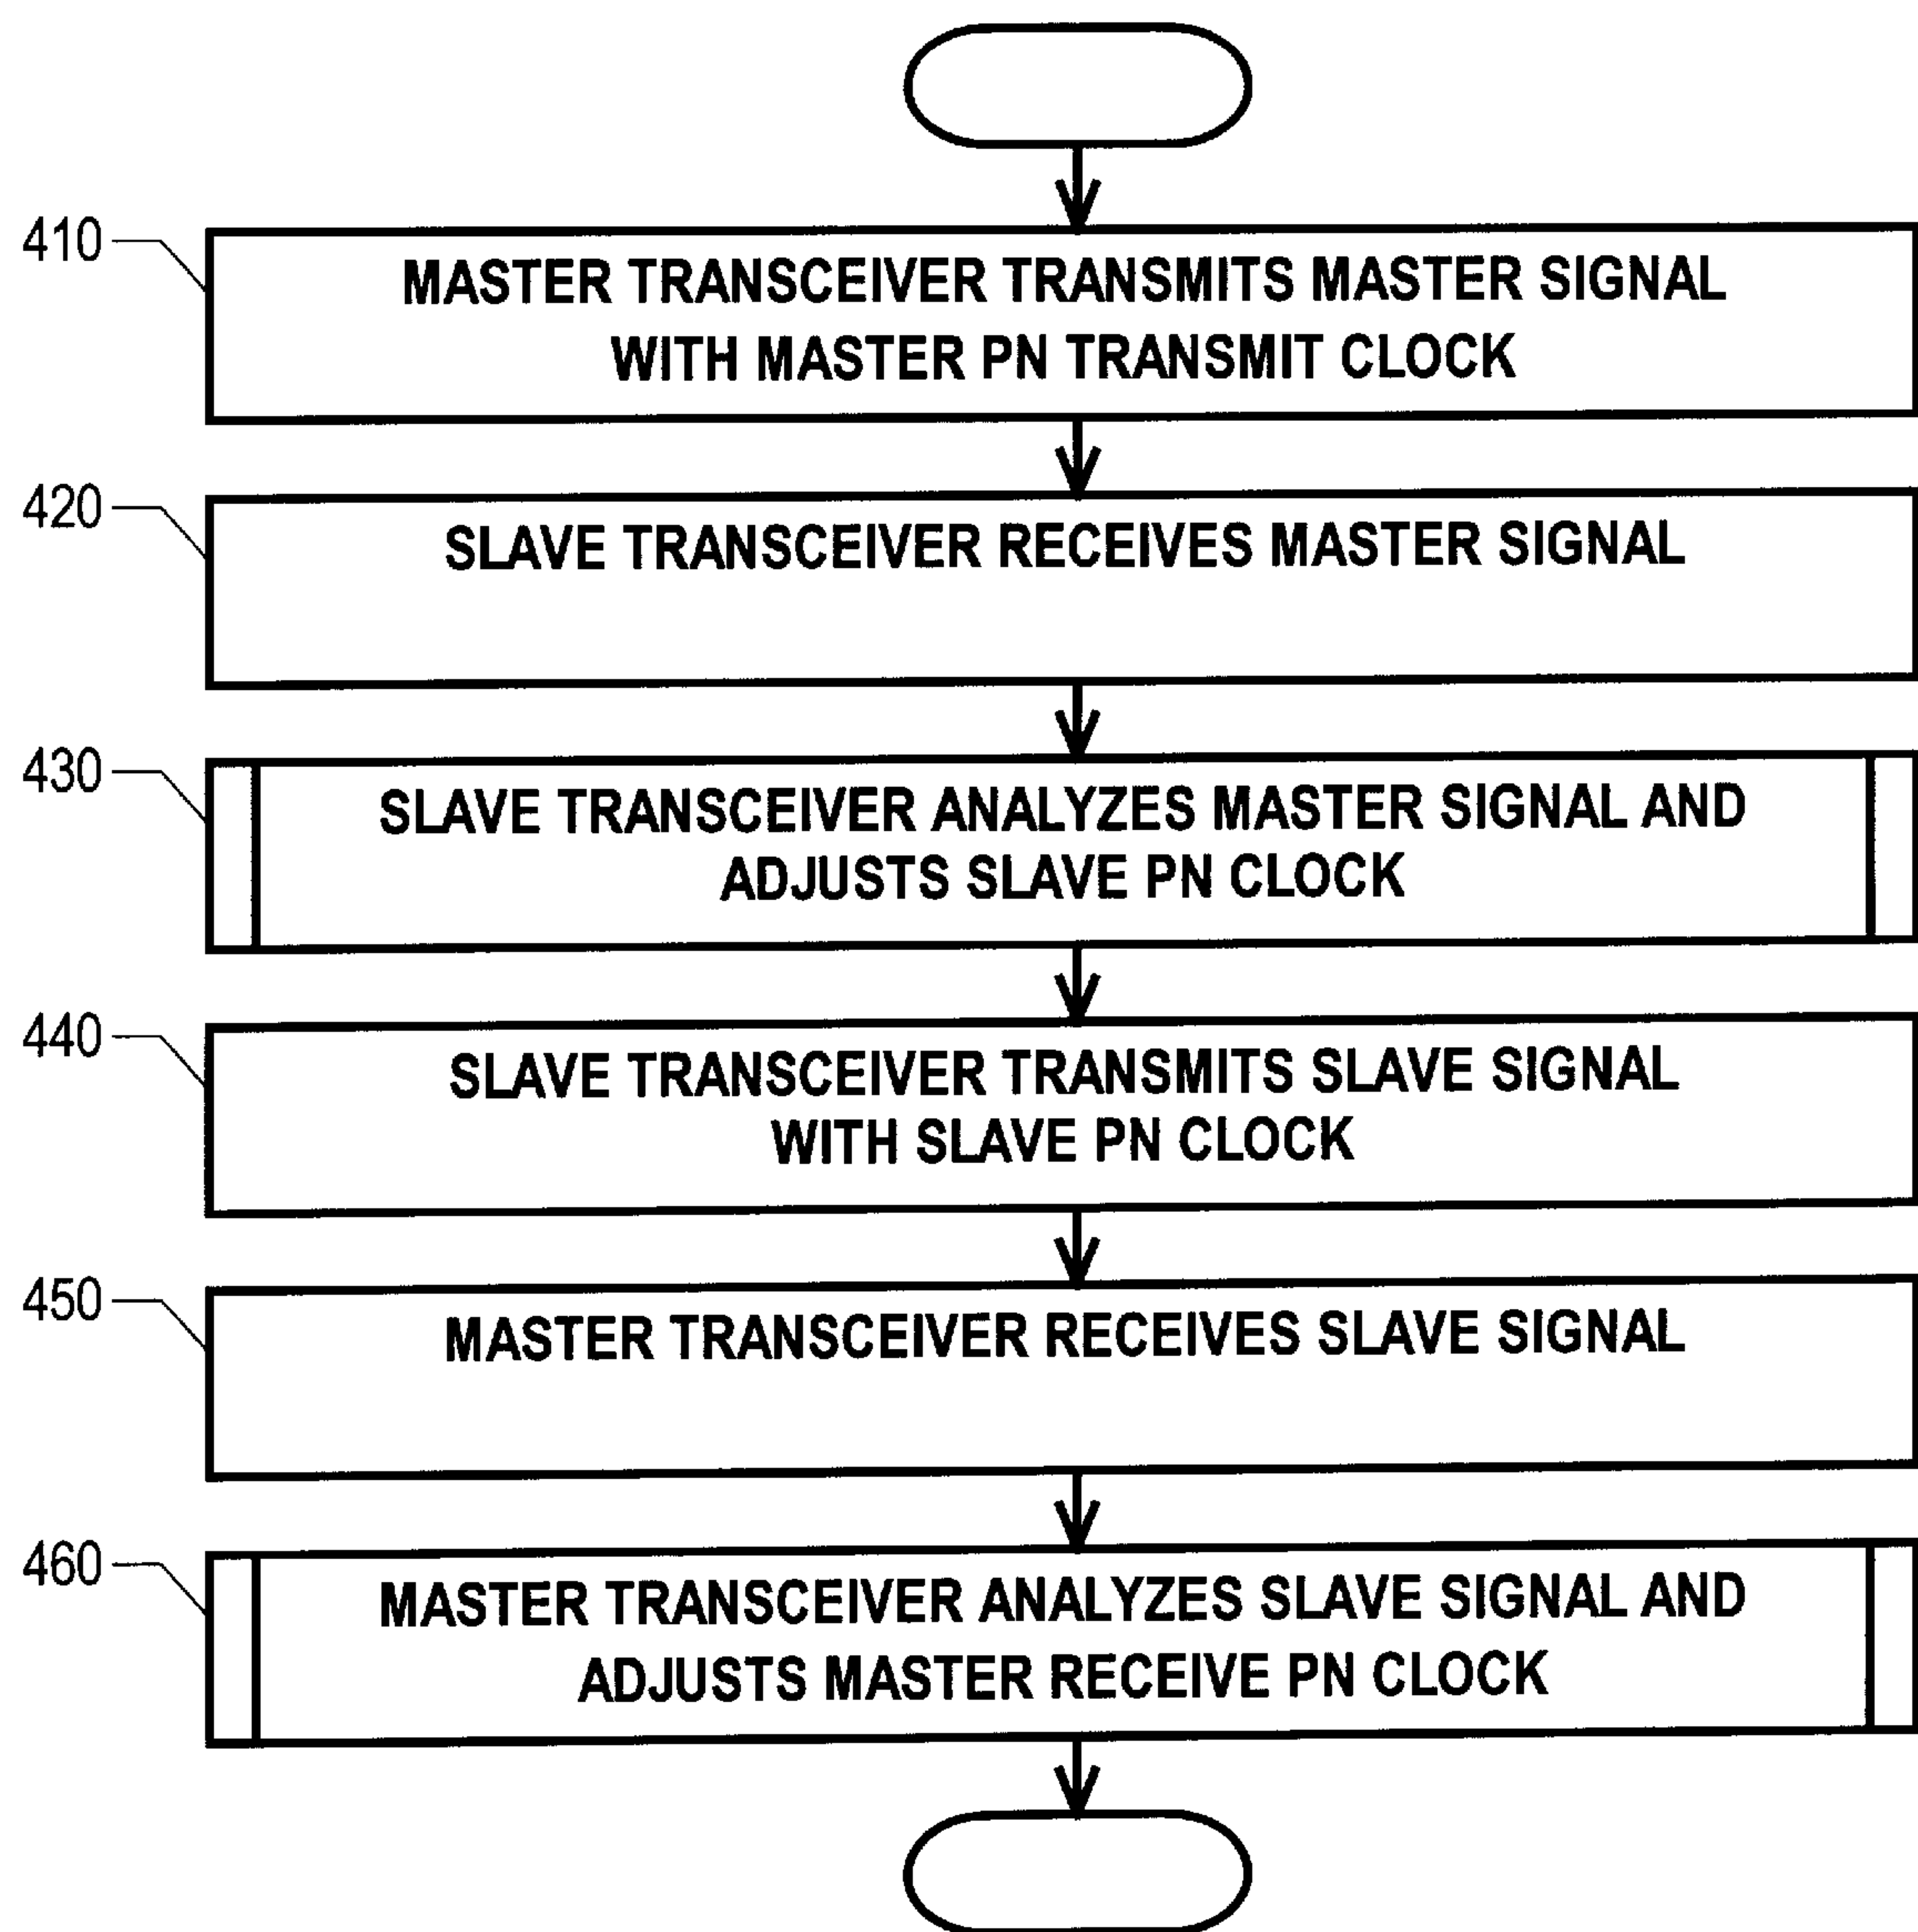 410
MASTER TRANSCEIVER TRANSMITS MASTER SIGNAL
WITH MASTER PN TRANSMIT CLOCK
420
SLAVE TRANSCEIVER RECEIVES MASTER SIGNAL
430
SLAVE TRANSCEIVER ANALYZES MASTER SIGNAL AND
ADJUSTS SLAVE PN CLOCK
440
SLAVE TRANSCEIVER TRANSMITS SLAVE SIGNAL
WITH SLAVE PN CLOCK
450
MASTER TRANSCEIVER RECEIVES SLAVE SIGNAL
460
MASTER TRANSCEIVER ANALYZES SLAVE SIGNAL AND
ADJUSTS MASTER RECEIVE PN CLOCK